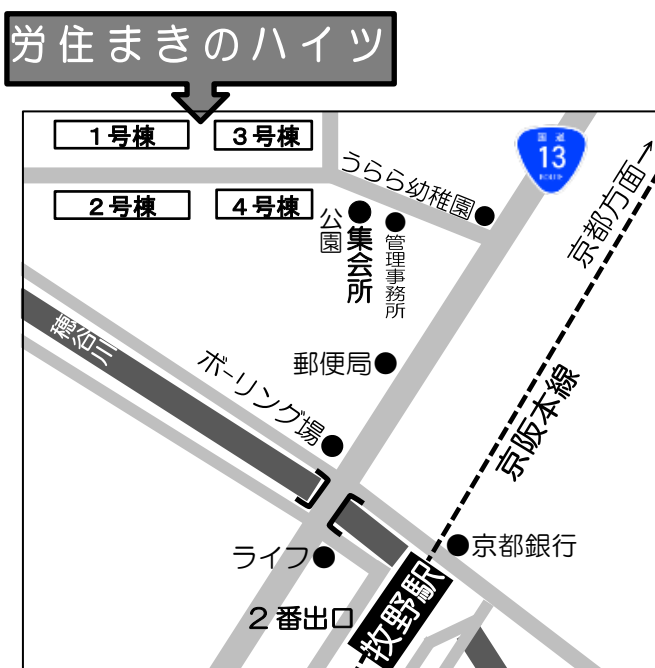 労住まきのハイツ
1号棟
3号棟
2号棟
4号棟
国道
13
ROUTE
うらら幼稚園
公園
集会所
管理事務所
京都方面→
穂谷川
郵便局
ボーリング場
京阪本線
ライフ
京都銀行
2番出口
牧野駅